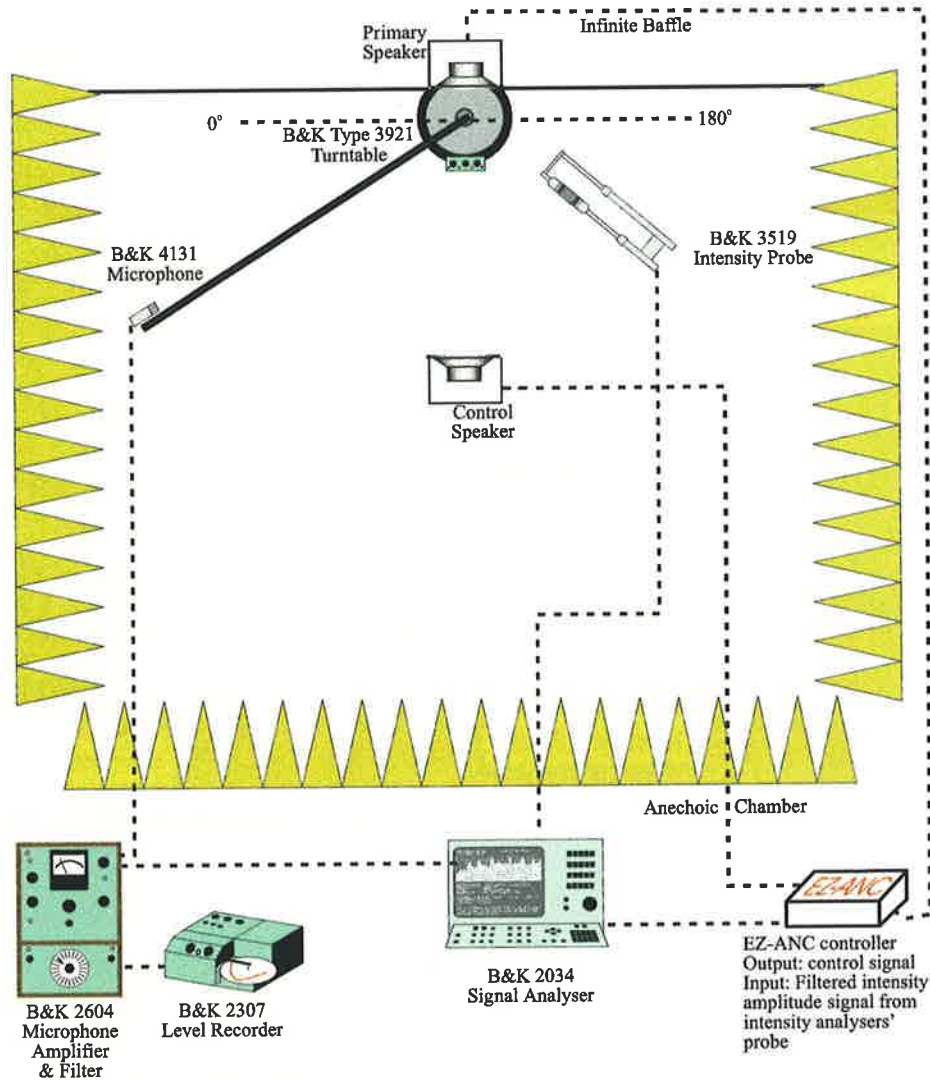 Primary
Speaker
Infinite Baffle
0°
180°
B&K Type 3921
Turntable
B&K 4131
Microphone
B&K 3519
Intensity Probe
Control
Speaker
Anechoic Chamber
EZ-ANC
B&K 2604
Microphone
Amplifier
& Filter
B&K 2307
Level Recorder
B&K 2034
Signal Analyser
EZ-ANC controller
Output: control signal
Input: Filtered intensity
amplitude signal from
intensity analysers'
probe